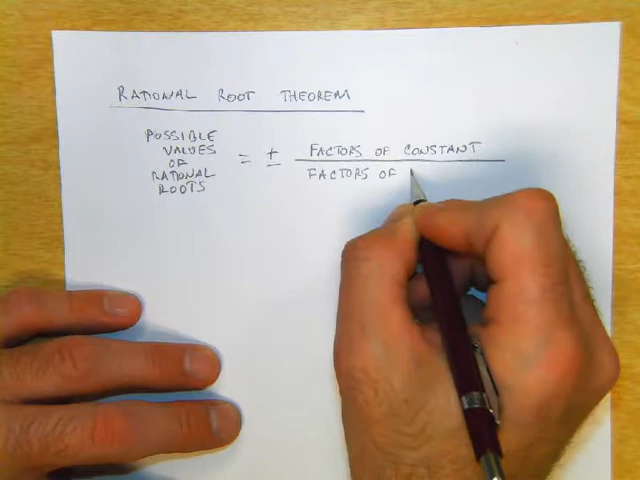 RATIONAL ROOT THEOREM
POSSIBLE
VALUES
OF
RATIONAL
ROOTS
= ±
FACTORS OF CONSTANT
FACTORS OF